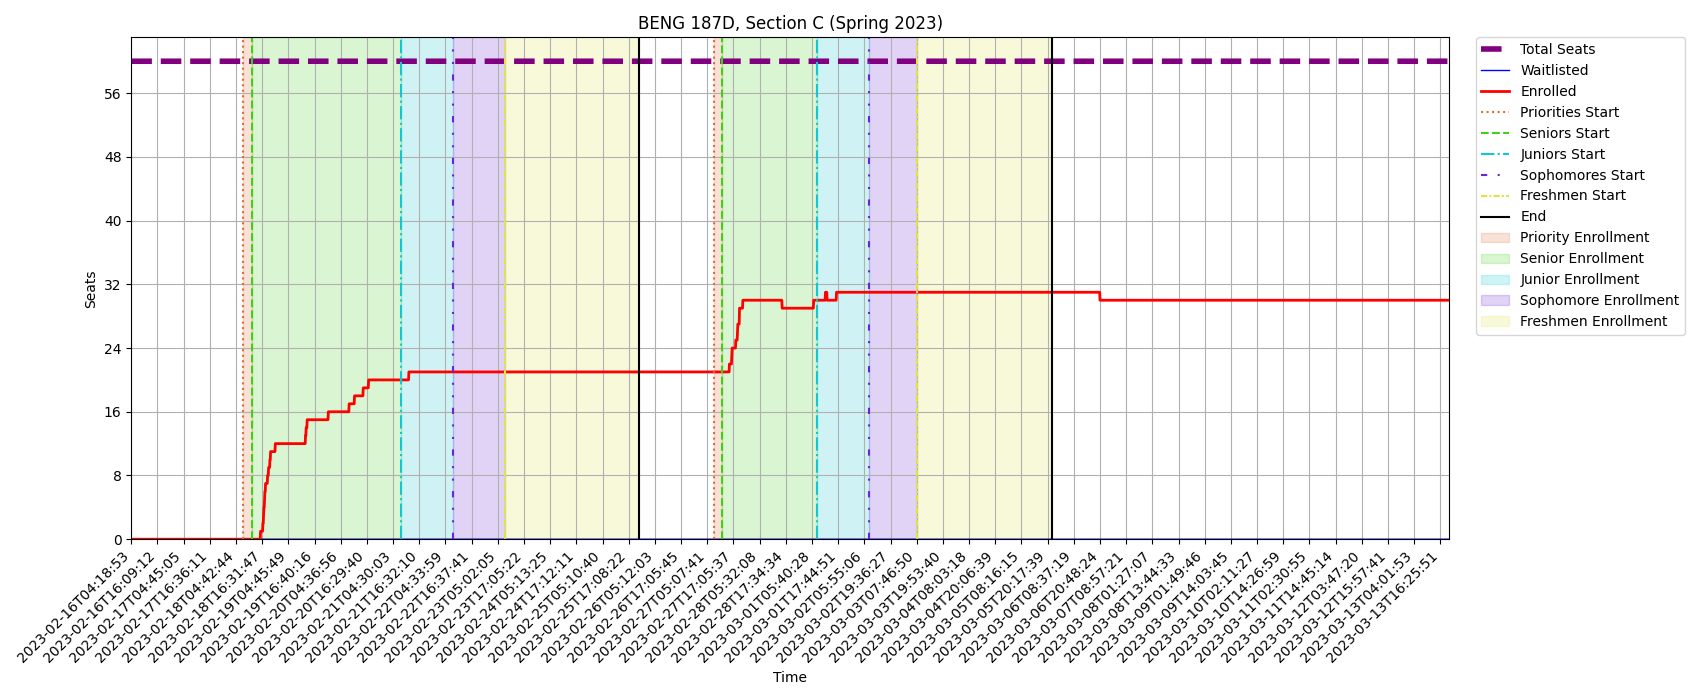 BENG 187D, Section C (Spring 2023)
Seats
56
48
40
32
24
16
8
0
2023-02-16T04:18:53
2023-02-16T16:09:12
2023-02-17T04:45:05
2023-02-17T16:36:11
2023-02-18T04:42:44
2023-02-18T16:31:47
2023-02-19T04:45:49
2023-02-19T16:40:16
2023-02-20T04:36:56
2023-02-20T16:29:40
2023-02-21T04:30:03
2023-02-21T16:32:10
2023-02-22T04:33:59
2023-02-22T16:37:41
2023-02-23T05:02:05
2023-02-23T17:05:22
2023-02-24T05:13:25
2023-02-24T17:12:11
2023-02-25T05:10:40
2023-02-25T17:08:22
2023-02-26T05:12:03
2023-02-26T17:05:45
2023-02-27T05:07:41
2023-02-27T17:05:37
2023-02-28T05:32:08
2023-02-28T17:34:34
2023-03-01T05:40:28
2023-03-01T17:44:51
2023-03-02T05:55:06
2023-03-02T19:36:27
2023-03-03T07:46:50
2023-03-03T19:53:40
2023-03-04T08:03:18
2023-03-04T20:06:39
2023-03-05T08:16:15
2023-03-05T20:17:39
2023-03-06T08:37:19
2023-03-06T20:48:24
2023-03-07T08:57:21
2023-03-08T01:27:07
2023-03-08T13:44:33
2023-03-09T01:49:46
2023-03-09T14:03:45
2023-03-10T02:11:27
2023-03-10T14:26:59
2023-03-11T02:30:55
2023-03-11T14:45:14
2023-03-12T03:47:20
2023-03-12T15:57:41
2023-03-13T04:01:53
2023-03-13T16:25:51
Time
Total Seats
Waitlisted
Enrolled
Priorities Start
Seniors Start
Juniors Start
Sophomores Start
Freshmen Start
End
Priority Enrollment
Senior Enrollment
Junior Enrollment
Sophomore Enrollment
Freshmen Enrollment